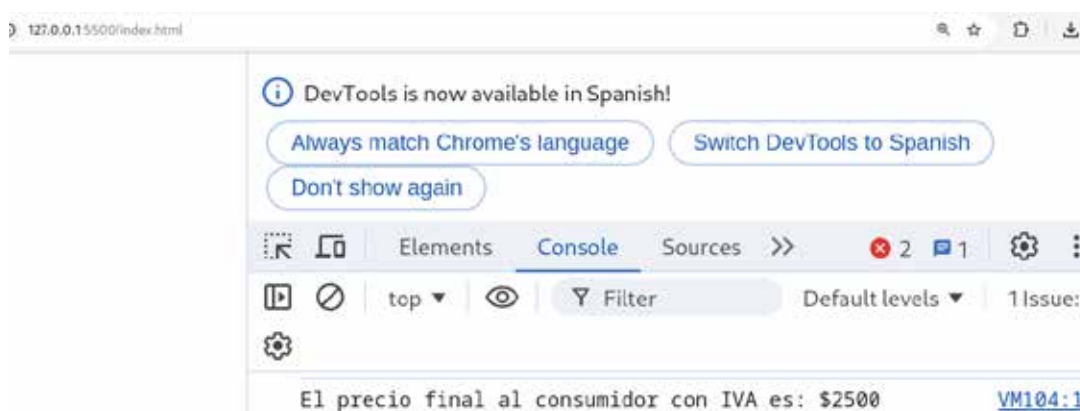 127.0.0.1:5500/index.html
DevTools is now available in Spanish!
Always match Chrome's language Switch DevTools to Spanish
Don't show again
Elements Console Sources 2 1
top Filter Default levels 1 Issue:
El precio final al consumidor con IVA es: $2500 VM104:1